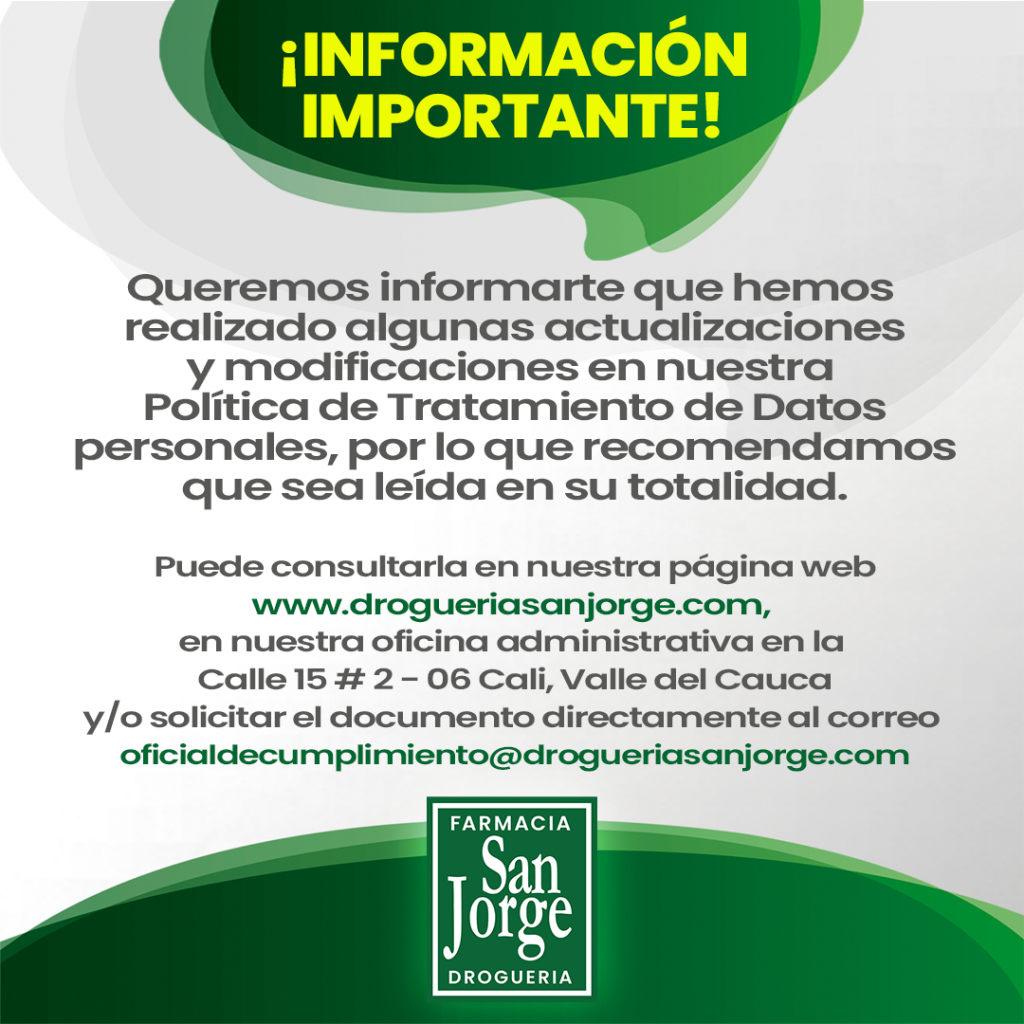 ¡INFORMACIÓN
IMPORTANTE!
Queremos informarte que hemos
realizado algunas actualizaciones
y modificaciones en nuestra
Política de Tratamiento de Datos
personales, por lo que recomendamos
que sea leída en su totalidad.
Puede consultarla en nuestra página web
www.drogueriasanjorge.com,
en nuestra oficina administrativa en la
Calle 15 # 2 - 06 Cali, Valle del Cauca
y/o solicitar el documento directamente al correo
oficialdecumplimiento@drogueriasanjorge.com
FARMACIA
San
Jorge
DROGUERIA